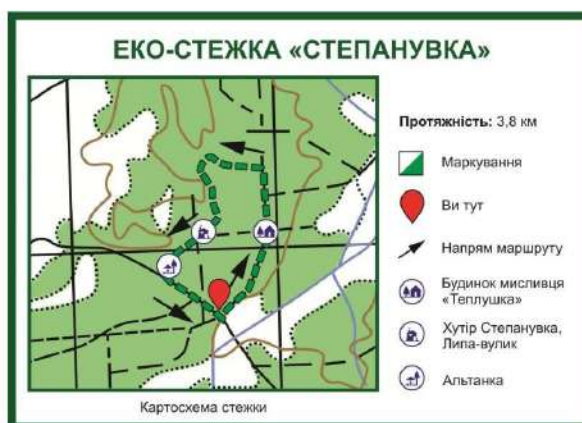 ЕКО-СТЕЖКА «СТЕПАНУВКА»
Протяжність: 3,8 км
Маркування
Ви тут
Напрям маршруту
Будинок мисливця
«Теплушка»
Хутір Степанувка,
Липа-вулик
Альтанка
Картосхема стежки